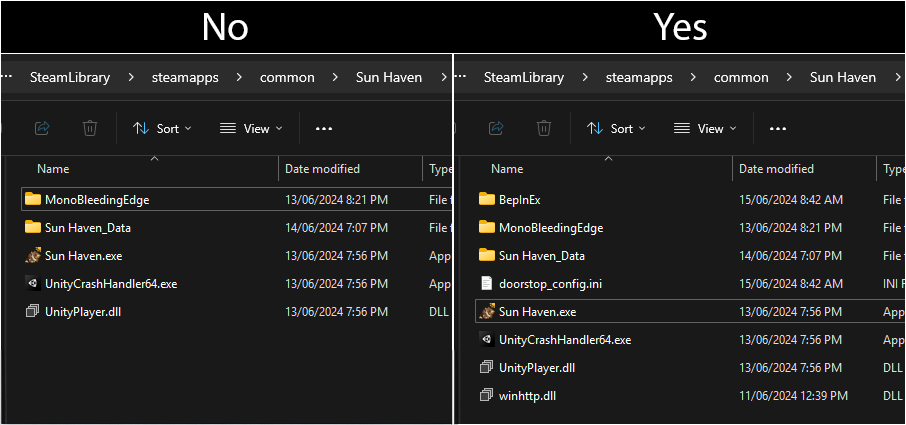 No
Yes
SteamLibrary > steamapps > common > Sun Haven >
SteamLibrary > steamapps > common > Sun Haven >
Sort View
Sort View
Name Date modified Type
MonoBleedingEdge 13/06/2024 8:21 PM File f
Sun Haven_Data 14/06/2024 7:07 PM File f
Sun Haven.exe 13/06/2024 7:56 PM App
UnityCrashHandler64.exe 13/06/2024 7:56 PM App
UnityPlayer.dll 13/06/2024 7:56 PM DLL
Name Date modified Type
BepInEx 15/06/2024 8:42 AM File f
MonoBleedingEdge 13/06/2024 8:21 PM File f
Sun Haven_Data 14/06/2024 7:07 PM File f
doorstop_config.ini 15/06/2024 8:42 AM INI F
Sun Haven.exe 13/06/2024 7:56 PM App
UnityCrashHandler64.exe 13/06/2024 7:56 PM App
UnityPlayer.dll 13/06/2024 7:56 PM DLL
winhttp.dll 11/06/2024 12:39 PM DLL